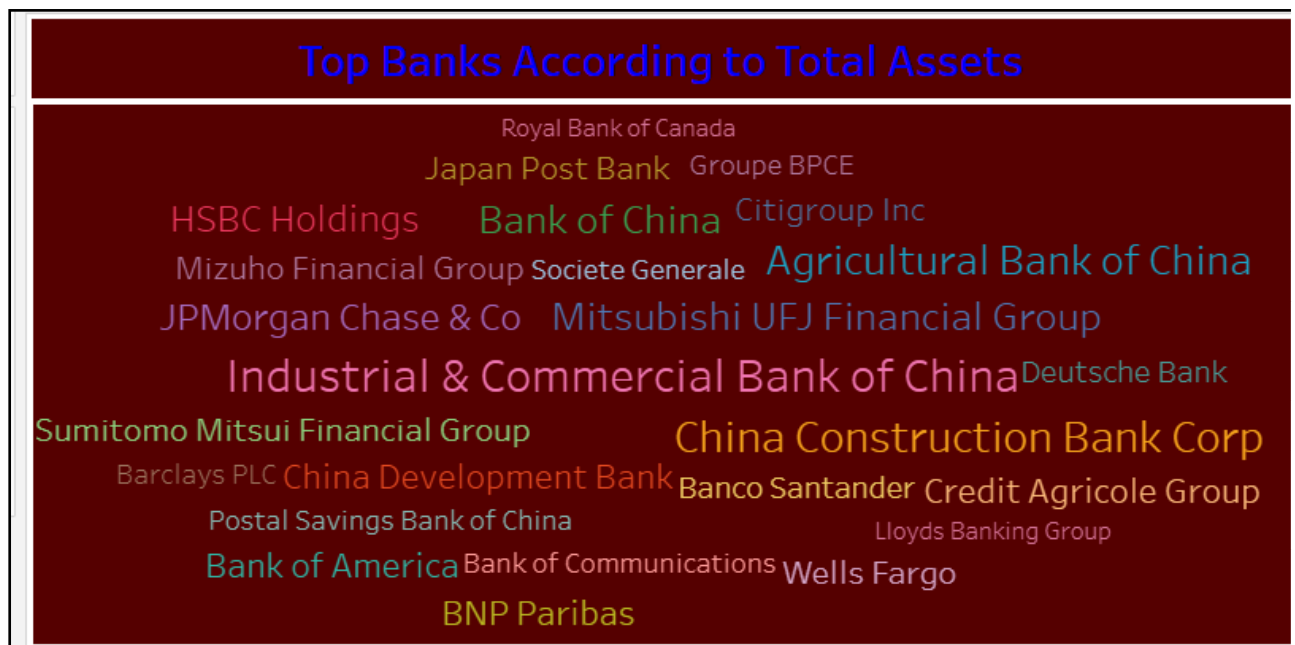 Top Banks According to Total Assets
Royal Bank of Canada
Japan Post Bank Groupe BPCE
HSBC Holdings Bank of China Citigroup Inc
Mizuho Financial Group Societe Generale Agricultural Bank of China
JPMorgan Chase & Co Mitsubishi UFJ Financial Group
Industrial & Commercial Bank of China Deutsche Bank
Sumitomo Mitsui Financial Group China Construction Bank Corp
Barclays PLC China Development Bank Banco Santander Credit Agricole Group
Postal Savings Bank of China Lloyds Banking Group
Bank of America Bank of Communications Wells Fargo
BNP Paribas